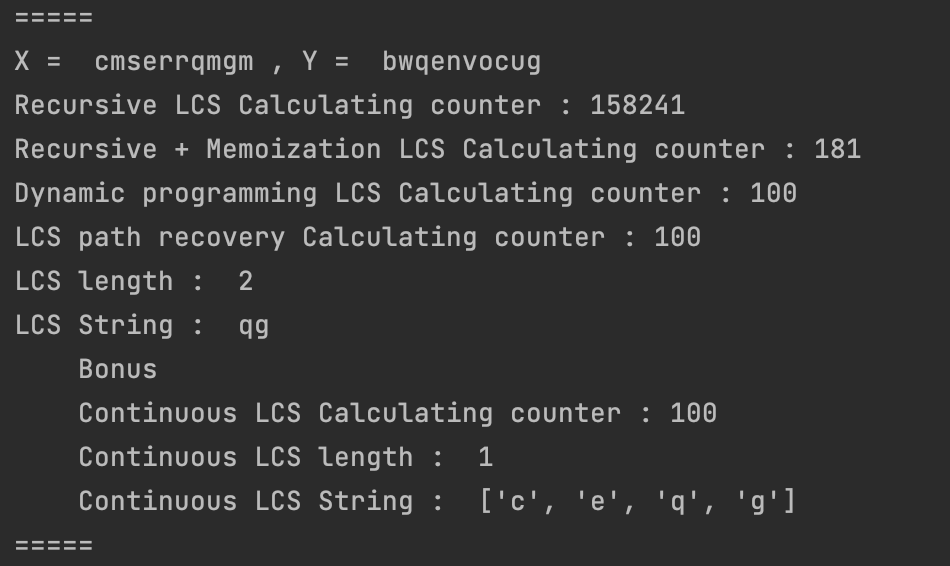 =====
X =  cmserrqmgm , Y =  bwqenvocug
Recursive LCS Calculating counter : 158241
Recursive + Memoization LCS Calculating counter : 181
Dynamic programming LCS Calculating counter : 100
LCS path recovery Calculating counter : 100
LCS length :  2
LCS String :  qg
    Bonus
    Continuous LCS Calculating counter : 100
    Continuous LCS length :  1
    Continuous LCS String :  ['c', 'e', 'q', 'g']
=====